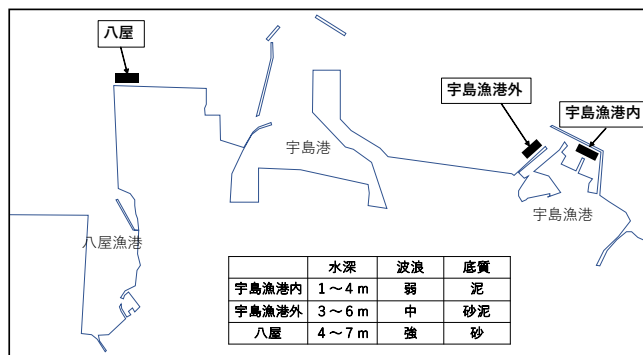 八屋
宇島漁港外
宇島漁港内
宇島港
宇島漁港
八屋漁港
水深 波浪 底質
宇島漁港内 1～4ｍ 弱 泥
宇島漁港外 3～6ｍ 中 砂泥
八屋 4～7ｍ 強 砂